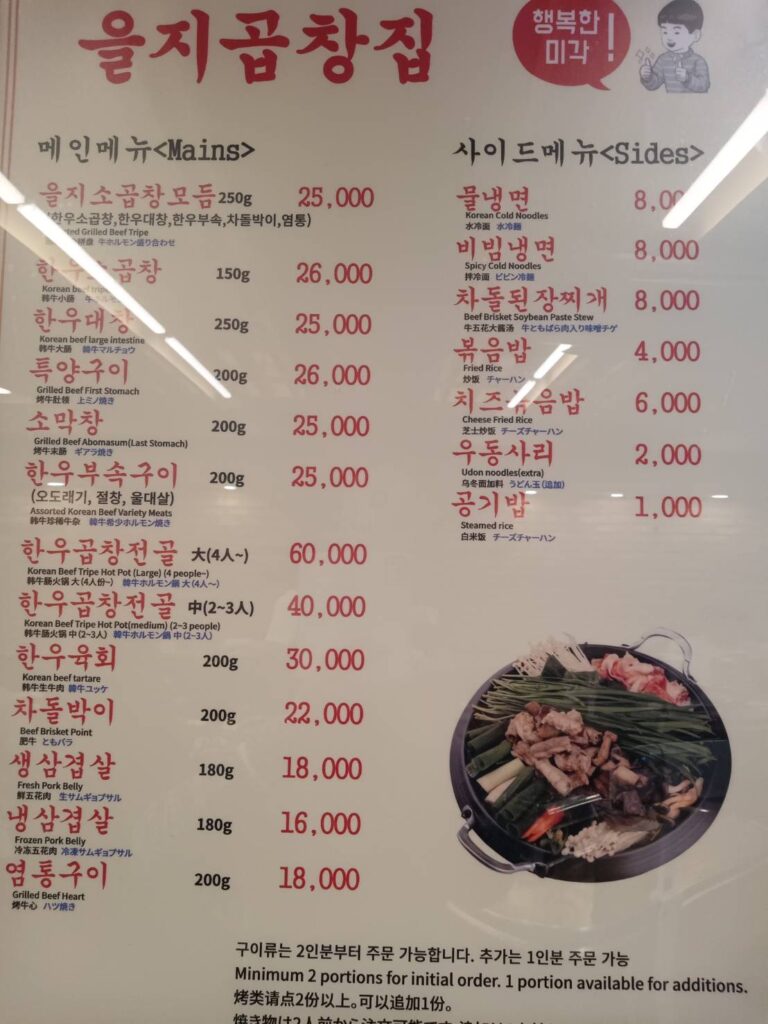 을지곱창집
행복한
미각!
메인메뉴<Mains>
을지소곱창모듬 250g 25,000
(한우소곱창,한우대창,한우부속,차돌박이,염통)
Grilled Beef Tripe
牛ホルモン盛り合わせ
한우소곱창 150g 26,000
Korean beef tripe
韩牛小肠
한우대창 250g 25,000
Korean beef large intestine
韩牛大肠 韓牛マルチョウ
특양구이 200g 26,000
Grilled Beef First Stomach
烤牛肚领 上ミノ焼き
소막창 200g 25,000
Grilled Beef Abomasum(Last Stomach)
烤牛末肠 ギアラ焼き
한우부속구이 200g 25,000
(오도래기, 절창, 울대살)
Assorted Korean Beef Variety Meats
韩牛珍稀牛杂 韓牛希少ホルモン焼き
한우곱창전골 大(4人~) 60,000
Korean Beef Tripe Hot Pot (Large) (4 people~)
韩牛肠火锅 大(4人份~) 韓牛ホルモン鍋 大(4人~)
한우곱창전골 中(2~3人) 40,000
Korean Beef Tripe Hot Pot(medium) (2~3 people)
韩牛肠火锅 中(2~3人) 韓牛ホルモン鍋 中(2~3人)
한우육회 200g 30,000
Korean beef tartare
韩牛生牛肉 韓牛ユッケ
차돌박이 200g 22,000
Beef Brisket Point
肥牛 ともバラ
생삼겹살 180g 18,000
Fresh Pork Belly
鲜五花肉 生サムギョプサル
냉삼겹살 180g 16,000
Frozen Pork Belly
冷冻五花肉 冷凍サムギョプサル
염통구이 200g 18,000
Grilled Beef Heart
烤牛心 ハツ焼き
사이드메뉴<Sides>
물냉면
Korean Cold Noodles
水冷面 水冷麺
비빔냉면 8,000
Spicy Cold Noodles
拌冷面 ビビン冷麺
차돌된장찌개 8,000
Beef Brisket Soybean Paste Stew
牛五花大酱汤 牛ともばら肉入り味噌チゲ
볶음밥 4,000
Fried Rice
炒饭 チャーハン
치즈볶음밥 6,000
Cheese Fried Rice
芝士炒饭 チーズチャーハン
우동사리 2,000
Udon noodles(extra)
乌冬面加料 うどん玉(追加)
공기밥 1,000
Steamed rice
白米饭 チーズチャーハン
구이류는 2인분부터 주문 가능합니다. 추가는 1인분 주문 가능
Minimum 2 portions for initial order. 1 portion available for additions.
烤类请点2份以上。可以追加1份。